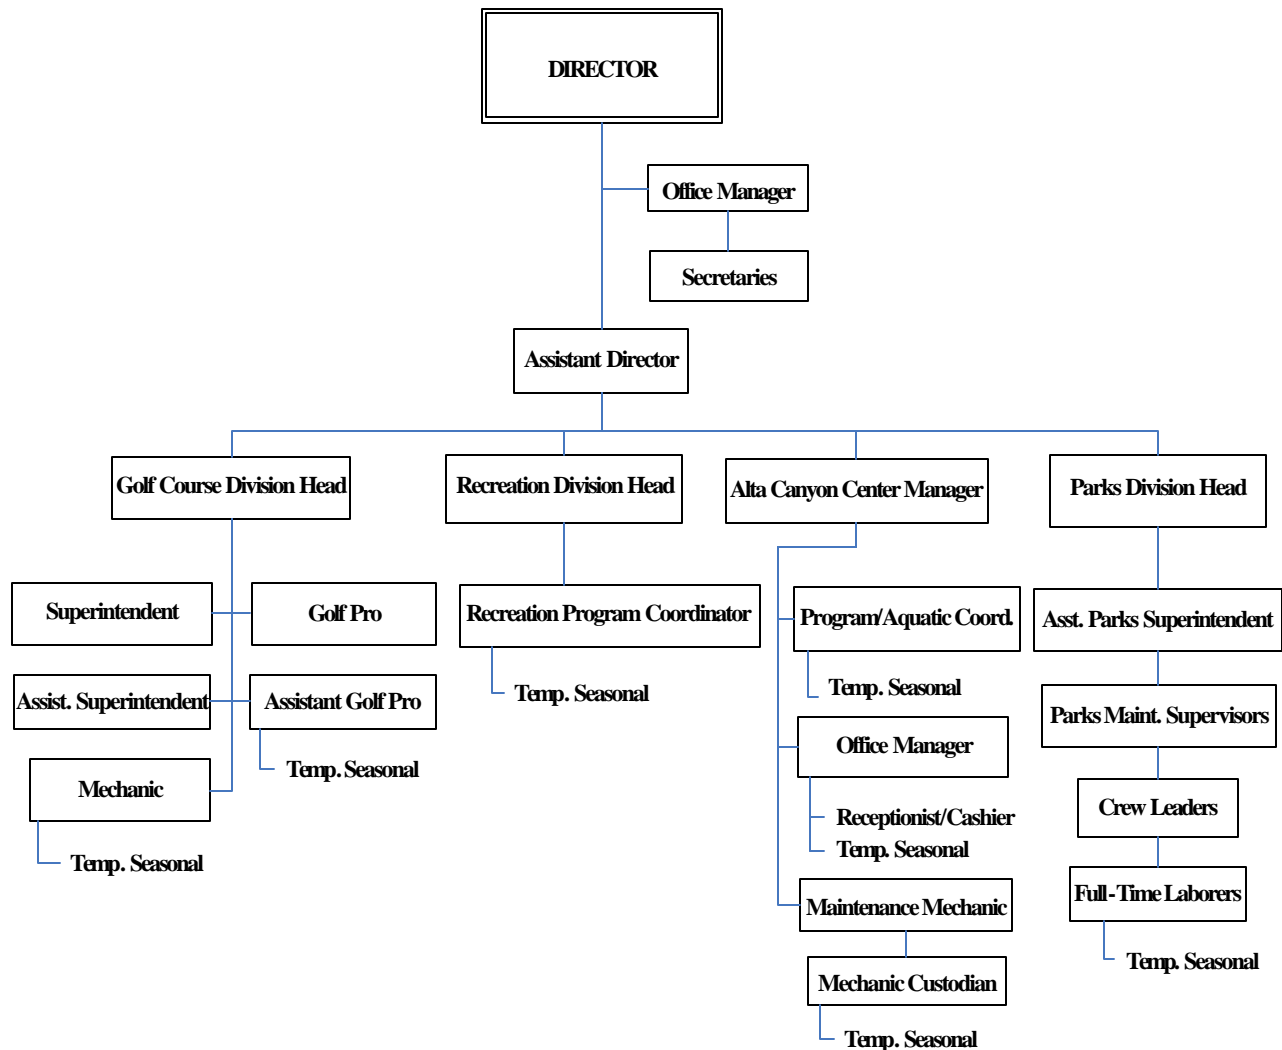 DIRECTOR
Office Manager
Secretaries
Assistant Director
Golf Course Division Head
Recreation Division Head
Alta Canyon Center Manager
Parks Division Head
Superintendent
Golf Pro
Recreation Program Coordinator
Program/Aquatic Coord.
Asst. Parks Superintendent
Assist. Superintendent
Assistant Golf Pro
Temp. Seasonal
Temp. Seasonal
Parks Maint. Supervisors
Office Manager
Temp. Seasonal
Mechanic
Crew Leaders
Receptionist/Cashier
Temp. Seasonal
Temp. Seasonal
Full-Time Laborers
Maintenance Mechanic
Temp. Seasonal
Mechanic Custodian
Temp. Seasonal